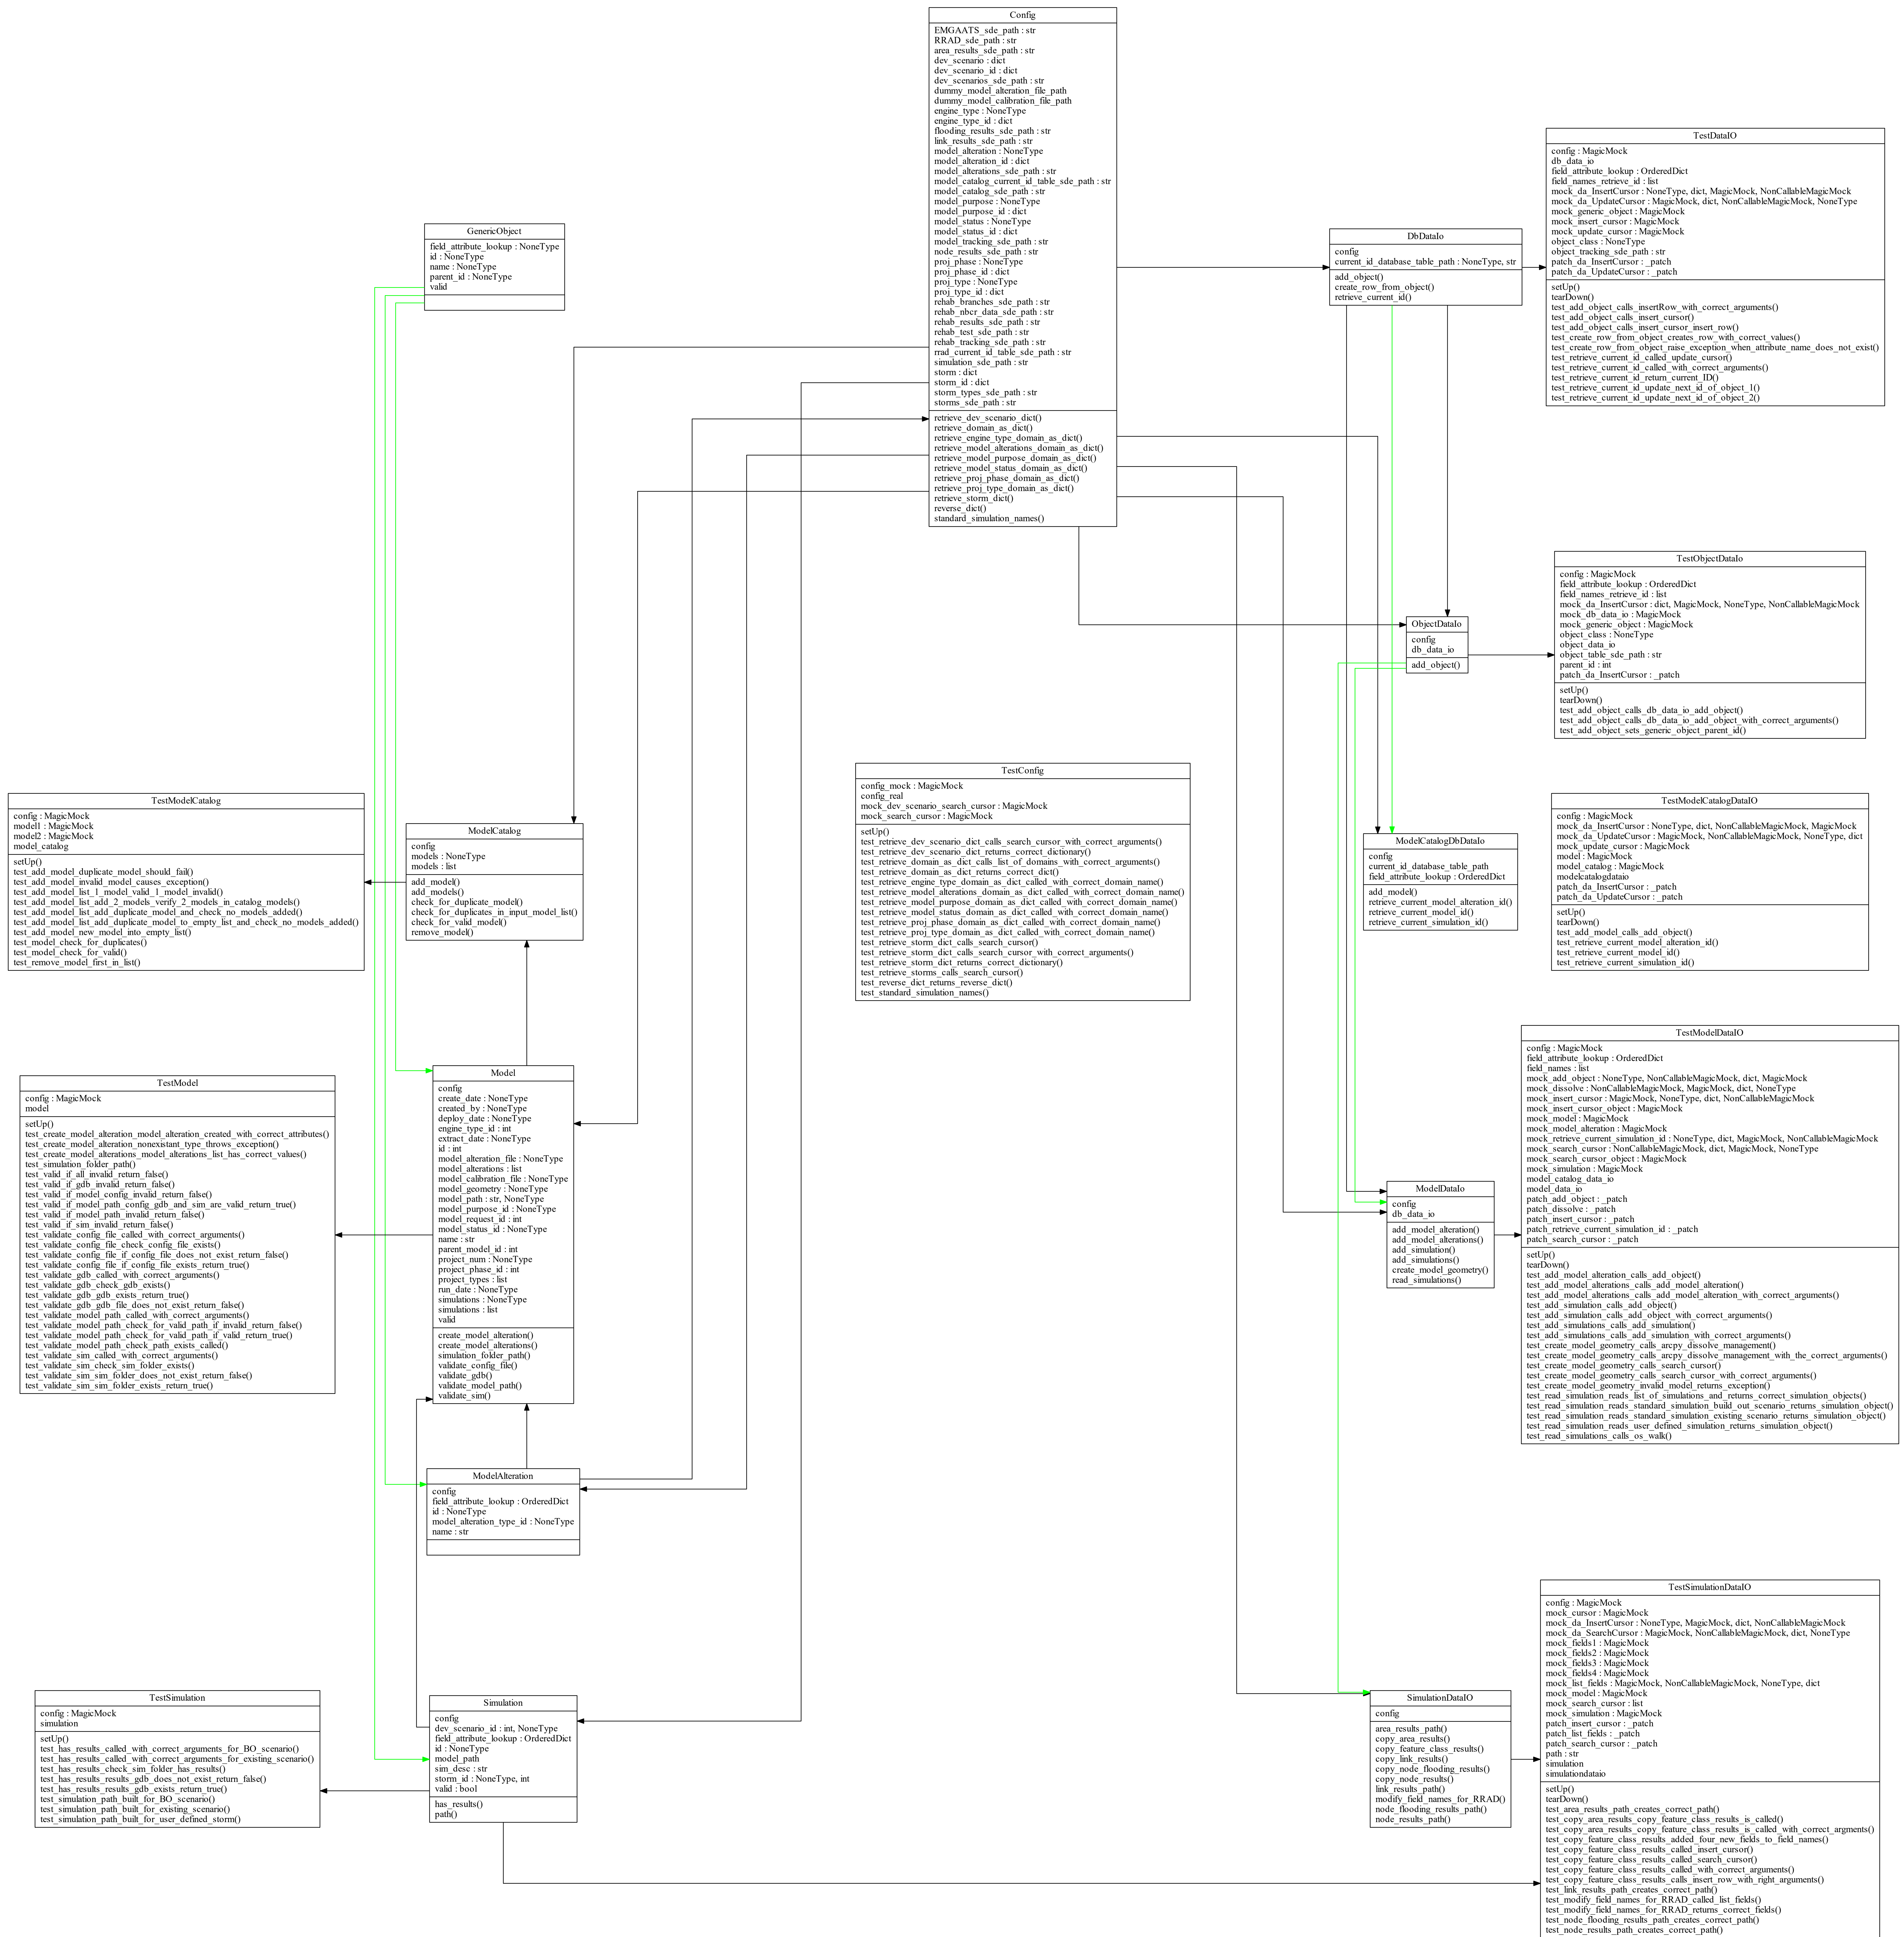 Config
EMGAATS_sde_path : str
RRAD_sde_path : str
area_results_sde_path : str
dev_scenario : dict
dev_scenario_id : dict
dev_scenarios_sde_path : str
dummy_model_alteration_file_path
dummy_model_calibration_file_path
engine_type : NoneType
engine_type_id : dict
flooding_results_sde_path : str
link_results_sde_path : str
model_alteration : NoneType
model_alteration_id : dict
model_alterations_sde_path : str
model_catalog_current_id_table_sde_path : str
model_catalog_sde_path : str
model_purpose : NoneType
model_purpose_id : dict
model_status : NoneType
model_status_id : dict
model_tracking_sde_path : str
node_results_sde_path : str
proj_phase : NoneType
proj_phase_id : dict
proj_type : NoneType
proj_type_id : dict
rehab_branches_sde_path : str
rehab_nbcr_data_sde_path : str
rehab_results_sde_path : str
rehab_test_sde_path : str
rehab_tracking_sde_path : str
rrad_current_id_table_sde_path : str
simulation_sde_path : str
storm : dict
storm_id : dict
storm_types_sde_path : str
storms_sde_path : str
retrieve_dev_scenario_dict()
retrieve_domain_as_dict()
retrieve_engine_type_domain_as_dict()
retrieve_model_alterations_domain_as_dict()
retrieve_model_purpose_domain_as_dict()
retrieve_model_status_domain_as_dict()
retrieve_proj_phase_domain_as_dict()
retrieve_proj_type_domain_as_dict()
retrieve_storm_dict()
reverse_dict()
standard_simulation_names()
TestDataIO
config : MagicMock
db_data_io
field_attribute_lookup : OrderedDict
field_names_retrieve_id : list
mock_da_InsertCursor : NoneType, dict, MagicMock, NonCallableMagicMock
mock_da_UpdateCursor : MagicMock, dict, NonCallableMagicMock, NoneType
mock_generic_object : MagicMock
mock_insert_cursor : MagicMock
mock_update_cursor : MagicMock
object_class : NoneType
object_tracking_sde_path : str
patch_da_InsertCursor : _patch
patch_da_UpdateCursor : _patch
setUp()
tearDown()
test_add_object_calls_insertRow_with_correct_arguments()
test_add_object_calls_insert_cursor()
test_add_object_calls_insert_cursor_insert_row()
test_create_row_from_object_creates_row_with_correct_values()
test_create_row_from_object_raise_exception_when_attribute_name_does_not_exist()
test_retrieve_current_id_called_update_cursor()
test_retrieve_current_id_called_with_correct_arguments()
test_retrieve_current_id_return_current_ID()
test_retrieve_current_id_update_next_id_of_object_1()
test_retrieve_current_id_update_next_id_of_object_2()
GenericObject
field_attribute_lookup : NoneType
id : NoneType
name : NoneType
parent_id : NoneType
valid
DbDataIo
config
current_id_database_table_path : NoneType, str
add_object()
create_row_from_object()
retrieve_current_id()
TestObjectDataIo
config : MagicMock
field_attribute_lookup : OrderedDict
field_names_retrieve_id : list
mock_da_InsertCursor : dict, MagicMock, NoneType, NonCallableMagicMock
mock_db_data_io : MagicMock
mock_generic_object : MagicMock
object_class : NoneType
object_data_io
object_table_sde_path : str
parent_id : int
patch_da_InsertCursor : _patch
setUp()
tearDown()
test_add_object_calls_db_data_io_add_object()
test_add_object_calls_db_data_io_add_object_with_correct_arguments()
test_add_object_sets_generic_object_parent_id()
ObjectDataIo
config
db_data_io
add_object()
TestConfig
config_mock : MagicMock
config_real
mock_dev_scenario_search_cursor : MagicMock
mock_search_cursor : MagicMock
setUp()
test_retrieve_dev_scenario_dict_calls_search_cursor_with_correct_arguments()
test_retrieve_dev_scenario_dict_returns_correct_dictionary()
test_retrieve_domain_as_dict_calls_list_of_domains_with_correct_arguments()
test_retrieve_domain_as_dict_returns_correct_dict()
test_retrieve_engine_type_domain_as_dict_called_with_correct_domain_name()
test_retrieve_model_alterations_domain_as_dict_called_with_correct_domain_name()
test_retrieve_model_purpose_domain_as_dict_called_with_correct_domain_name()
test_retrieve_model_status_domain_as_dict_called_with_correct_domain_name()
test_retrieve_proj_phase_domain_as_dict_called_with_correct_domain_name()
test_retrieve_proj_type_domain_as_dict_called_with_correct_domain_name()
test_retrieve_storm_dict_calls_search_cursor()
test_retrieve_storm_dict_calls_search_cursor_with_correct_arguments()
test_retrieve_storm_dict_returns_correct_dictionary()
test_retrieve_storms_calls_search_cursor()
test_reverse_dict_returns_reverse_dict()
test_standard_simulation_names()
TestModelCatalog
config : MagicMock
model1 : MagicMock
model2 : MagicMock
model_catalog
setUp()
test_add_model_duplicate_model_should_fail()
test_add_model_invalid_model_causes_exception()
test_add_model_list_1_model_valid_1_model_invalid()
test_add_model_list_add_2_models_verify_2_models_in_catalog_models()
test_add_model_list_add_duplicate_model_and_check_no_models_added()
test_add_model_list_add_duplicate_model_to_empty_list_and_check_no_models_added()
test_add_model_new_model_into_empty_list()
test_model_check_for_duplicates()
test_model_check_for_valid()
test_remove_model_first_in_list()
ModelCatalog
config
models : NoneType
models : list
add_model()
add_models()
check_for_duplicate_model()
check_for_duplicates_in_input_model_list()
check_for_valid_model()
remove_model()
ModelCatalogDbDataIo
config
current_id_database_table_path
field_attribute_lookup : OrderedDict
add_model()
retrieve_current_model_alteration_id()
retrieve_current_model_id()
retrieve_current_simulation_id()
TestModelCatalogDataIO
config : MagicMock
mock_da_InsertCursor : NoneType, dict, NonCallableMagicMock, MagicMock
mock_da_UpdateCursor : MagicMock, NonCallableMagicMock, NoneType, dict
mock_update_cursor : MagicMock
model : MagicMock
model_catalog : MagicMock
modelcatalogdataio
patch_da_InsertCursor : _patch
patch_da_UpdateCursor : _patch
setUp()
tearDown()
test_add_model_calls_add_object()
test_retrieve_current_model_alteration_id()
test_retrieve_current_model_id()
test_retrieve_current_simulation_id()
TestModel
config : MagicMock
model
setUp()
test_create_model_alteration_model_alteration_created_with_correct_attributes()
test_create_model_alteration_nonexistant_type_throws_exception()
test_create_model_alterations_model_alterations_list_has_correct_values()
test_simulation_folder_path()
test_valid_if_all_invalid_return_false()
test_valid_if_gdb_invalid_return_false()
test_valid_if_model_config_invalid_return_false()
test_valid_if_model_path_config_gdb_and_sim_are_valid_return_true()
test_valid_if_model_path_invalid_return_false()
test_valid_if_sim_invalid_return_false()
test_validate_config_file_called_with_correct_arguments()
test_validate_config_file_check_config_file_exists()
test_validate_config_file_if_config_file_does_not_exist_return_false()
test_validate_config_file_if_config_file_exists_return_true()
test_validate_gdb_called_with_correct_arguments()
test_validate_gdb_check_gdb_exists()
test_validate_gdb_gdb_exists_return_true()
test_validate_gdb_gdb_file_does_not_exist_return_false()
test_validate_model_path_called_with_correct_arguments()
test_validate_model_path_check_for_valid_path_if_invalid_return_false()
test_validate_model_path_check_for_valid_path_if_valid_return_true()
test_validate_model_path_check_path_exists_called()
test_validate_sim_called_with_correct_arguments()
test_validate_sim_check_sim_folder_exists()
test_validate_sim_sim_folder_does_not_exist_return_false()
test_validate_sim_sim_folder_exists_return_true()
Model
config
create_date : NoneType
created_by : NoneType
deploy_date : NoneType
engine_type_id : int
extract_date : NoneType
id : int
model_alteration_file : NoneType
model_alterations : list
model_calibration_file : NoneType
model_geometry : NoneType
model_path : str, NoneType
model_purpose_id : NoneType
model_request_id : int
model_status_id : NoneType
name : str
parent_model_id : int
project_num : NoneType
project_phase_id : int
project_types : list
run_date : NoneType
simulations : NoneType
simulations : list
valid
create_model_alteration()
create_model_alterations()
simulation_folder_path()
validate_config_file()
validate_gdb()
validate_model_path()
validate_sim()
ModelDataIo
config
db_data_io
add_model_alteration()
add_model_alterations()
add_simulation()
add_simulations()
create_model_geometry()
read_simulations()
TestModelDataIO
config : MagicMock
field_attribute_lookup : OrderedDict
field_names : list
mock_add_object : NoneType, NonCallableMagicMock, dict, MagicMock
mock_dissolve : NonCallableMagicMock, MagicMock, dict, NoneType
mock_insert_cursor : MagicMock, NoneType, dict, NonCallableMagicMock
mock_insert_cursor_object : MagicMock
mock_model : MagicMock
mock_model_alteration : MagicMock
mock_retrieve_current_simulation_id : NoneType, dict, MagicMock, NonCallableMagicMock
mock_search_cursor : NonCallableMagicMock, dict, MagicMock, NoneType
mock_search_cursor_object : MagicMock
mock_simulation : MagicMock
model_catalog_data_io
model_data_io
patch_add_object : _patch
patch_dissolve : _patch
patch_insert_cursor : _patch
patch_retrieve_current_simulation_id : _patch
patch_search_cursor : _patch
setUp()
tearDown()
test_add_model_alteration_calls_add_object()
test_add_model_alterations_calls_add_model_alteration()
test_add_model_alterations_calls_add_model_alteration_with_correct_arguments()
test_add_simulation_calls_add_object()
test_add_simulation_calls_add_object_with_correct_arguments()
test_add_simulations_calls_add_simulation()
test_add_simulations_calls_add_simulation_with_correct_arguments()
test_create_model_geometry_calls_arcpy_dissolve_management()
test_create_model_geometry_calls_arcpy_dissolve_management_with_the_correct_arguments()
test_create_model_geometry_calls_search_cursor()
test_create_model_geometry_calls_search_cursor_with_correct_arguments()
test_create_model_geometry_invalid_model_returns_exception()
test_read_simulation_reads_list_of_simulations_and_returns_correct_simulation_objects()
test_read_simulation_reads_standard_simulation_build_out_scenario_returns_simulation_object()
test_read_simulation_reads_standard_simulation_existing_scenario_returns_simulation_object()
test_read_simulation_reads_user_defined_simulation_returns_simulation_object()
test_read_simulations_calls_os_walk()
ModelAlteration
config
field_attribute_lookup : OrderedDict
id : NoneType
model_alteration_type_id : NoneType
name : str
TestSimulation
config : MagicMock
simulation
setUp()
test_has_results_called_with_correct_arguments_for_BO_scenario()
test_has_results_called_with_correct_arguments_for_existing_scenario()
test_has_results_check_sim_folder_has_results()
test_has_results_results_gdb_does_not_exist_return_false()
test_has_results_results_gdb_exists_return_true()
test_simulation_path_built_for_BO_scenario()
test_simulation_path_built_for_existing_scenario()
test_simulation_path_built_for_user_defined_storm()
Simulation
config
dev_scenario_id : int, NoneType
field_attribute_lookup : OrderedDict
id : NoneType
model_path
sim_desc : str
storm_id : NoneType, int
valid : bool
has_results()
path()
SimulationDataIO
config
area_results_path()
copy_area_results()
copy_feature_class_results()
copy_link_results()
copy_node_flooding_results()
copy_node_results()
link_results_path()
modify_field_names_for_RRAD()
node_flooding_results_path()
node_results_path()
TestSimulationDataIO
config : MagicMock
mock_cursor : MagicMock
mock_da_InsertCursor : NoneType, MagicMock, dict, NonCallableMagicMock
mock_da_SearchCursor : MagicMock, NonCallableMagicMock, dict, NoneType
mock_fields1 : MagicMock
mock_fields2 : MagicMock
mock_fields3 : MagicMock
mock_fields4 : MagicMock
mock_list_fields : MagicMock, NonCallableMagicMock, NoneType, dict
mock_model : MagicMock
mock_search_cursor : list
mock_simulation : MagicMock
patch_insert_cursor : _patch
patch_list_fields : _patch
patch_search_cursor : _patch
path : str
simulation
simulationdataio
setUp()
tearDown()
test_area_results_path_creates_correct_path()
test_copy_area_results_copy_feature_class_results_is_called()
test_copy_area_results_copy_feature_class_results_is_called_with_correct_argments()
test_copy_feature_class_results_added_four_new_fields_to_field_names()
test_copy_feature_class_results_called_insert_cursor()
test_copy_feature_class_results_called_search_cursor()
test_copy_feature_class_results_called_with_correct_arguments()
test_copy_feature_class_results_calls_insert_row_with_right_arguments()
test_link_results_path_creates_correct_path()
test_modify_field_names_for_RRAD_called_list_fields()
test_modify_field_names_for_RRAD_returns_correct_fields()
test_node_flooding_results_path_creates_correct_path()
test_node_results_path_creates_correct_path()